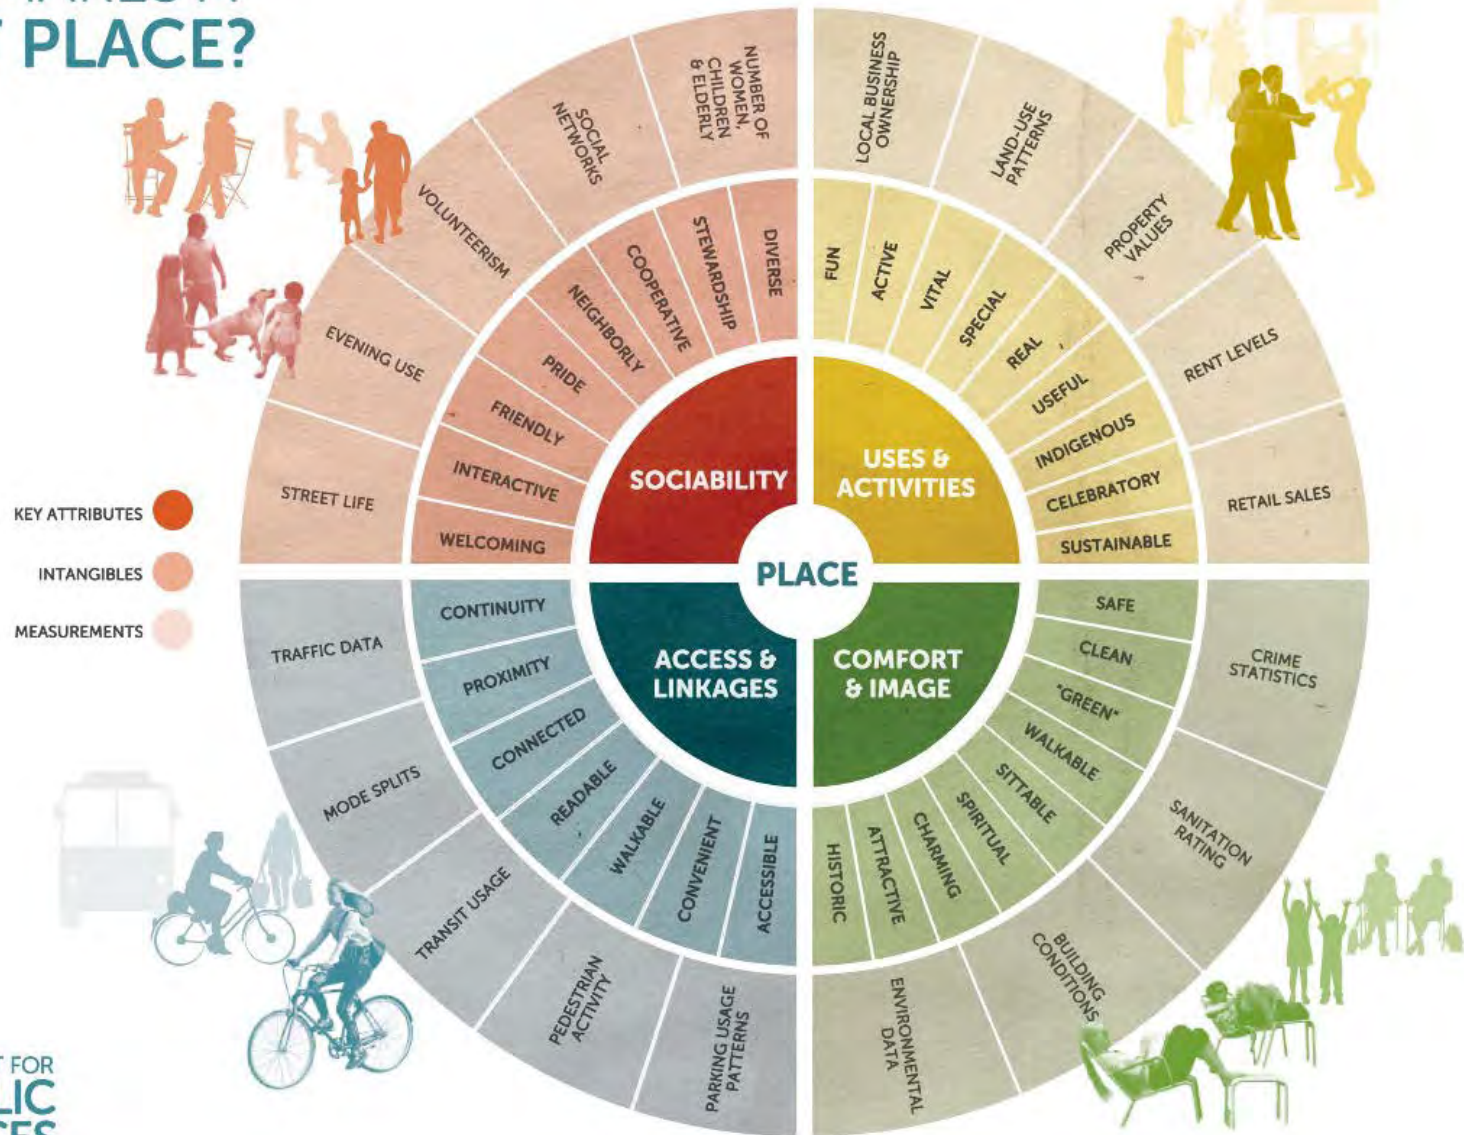 PLACE?
NUMBER OF
WOMEN,
CHILDREN
& ELDERLY
SOCIAL
NETWORKS
VOLUNTEERISM
EVENING USE
STREET LIFE
LOCAL BUSINESS
OWNERSHIP
LAND-USE
PATTERNS
PROPERTY
VALUES
RENT LEVELS
RETAIL SALES
DIVERSE
STEWARDSHIP
COOPERATIVE
NEIGHBORLY
PRIDE
FRIENDLY
INTERACTIVE
WELCOMING
FUN
ACTIVE
VITAL
SPECIAL
REAL
USEFUL
INDIGENOUS
CELEBRATORY
SUSTAINABLE
SOCIABILITY
USES &
ACTIVITIES
PLACE
ACCESS &
LINKAGES
COMFORT
& IMAGE
KEY ATTRIBUTES
INTANGIBLES
MEASUREMENTS
CONTINUITY
PROXIMITY
CONNECTED
READABLE
WALKABLE
CONVENIENT
ACCESSIBLE
SAFE
CLEAN
"GREEN"
WALKABLE
SITTABLE
SPIRITUAL
CHARMING
ATTRACTIVE
HISTORIC
TRAFFIC DATA
MODE SPLITS
TRANSIT USAGE
PEDESTRIAN
ACTIVITY
PARKING USAGE
PATTERNS
CRIME
STATISTICS
SANITATION
RATING
BUILDING
CONDITIONS
ENVIRONMENTAL
DATA
FOR